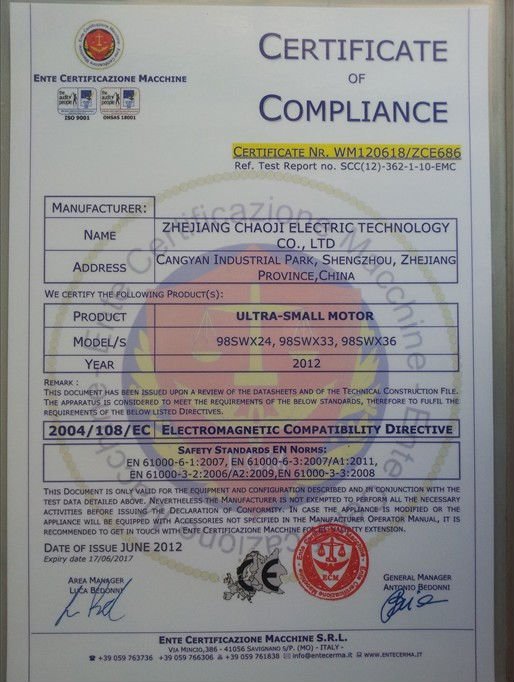 CERTIFICATE
OF
COMPLIANCE
ENTE CERTIFICAZIONE MACCHINE
ISO 9001
OHSAS 18001
CERTIFICATE NR. WM120618/ZCE686
Ref. Test Report no. SCC(12)-362-1-10-EMC
MANUFACTURER:
NAME
ZHEJIANG CHAOJI ELECTRIC TECHNOLOGY
CO., LTD
ADDRESS
CANGYAN INDUSTRIAL PARK, SHENGZHOU, ZHEJIANG
PROVINCE,CHINA
WE CERTIFY THE FOLLOWING PRODUCT(S):
PRODUCT
ULTRA-SMALL MOTOR
MODEL/S
98SWX24, 98SWX33, 98SWX36
YEAR
2012
REMARK :
THIS DOCUMENT HAS BEEN ISSUED UPON A REVIEW OF THE DATASHEETS AND OF THE TECHNICAL CONSTRUCTION FILE.
THE APPARATUS IS CONSIDERED TO MEET THE REQUIREMENTS OF THE BELOW STANDARDS, THEREFORE TO FULFIL THE
REQUIREMENTS OF THE BELOW LISTED DIRECTIVES.
2004/108/EC ELECTROMAGNETIC COMPATIBILITY DIRECTIVE
SAFETY STANDARDS EN NORMS:
EN 61000-6-1:2007, EN 61000-6-3:2007/A1:2011,
EN 61000-3-2:2006/A2:2009,EN 61000-3-3:2008
THIS DOCUMENT IS ONLY VALID FOR THE EQUIPMENT AND CONFIGURATION DESCRIBED AND IN CONJUNCTION WITH THE
TEST DATA DETAILED ABOVE. NEVERTHELESS THE MANUFACTURER IS NOT EXEMPTED TO PERFORM ALL THE NECESSARY
ACTIVITIES BEFORE ISSUING THE DECLARATION OF CONFORMITY. IN CASE THE APPLIANCE IS MODIFIED OR THE
APPLIANCE WILL BE EQUIPPED WITH ACCESSORIES NOT SPECIFIED IN THE MANUFACTURER OPERATOR MANUAL, IT IS
RECOMMENDED TO GET IN TOUCH WITH ENTE CERTIFICAZIONE MACCHINE FOR EXTENSION.
DATE OF ISSUE JUNE 2012
Expiry date 17/06/2017
AREA MANAGER
LUCA BEDONNI
CE
ECM
GENERAL MANAGER
ANTONIO BEDONNI
ENTE CERTIFICAZIONE MACCHINE S.R.L.
VIA MINCIO,386 - 41056 SAVIGNANO S/P. (MO) - ITALY -
+39 059 763736 +39 059 766306 +39 059 761838 info@entecerma.it www.entecerma.it